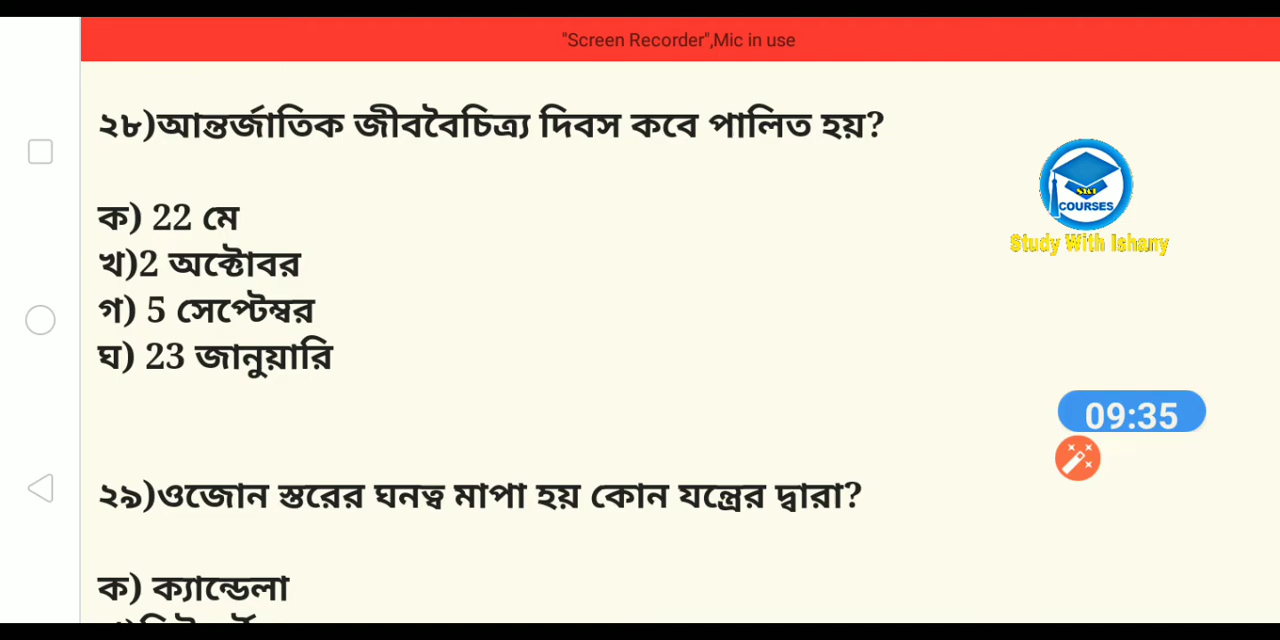 "Screen Recorder",Mic in use
২৮)আন্তর্জাতিক জীববৈচিত্র্য দিবস কবে পালিত হয়?
ক) 22 মে
খ)2 অক্টোবর
গ) 5 সেপ্টেম্বর
ঘ) 23 জানুয়ারি
COURSES
Study With Ishany
09:35
২৯)ওজোন স্তরের ঘনত্ব মাপা হয় কোন যন্ত্রের দ্বারা?
ক) ক্যান্ডেলা